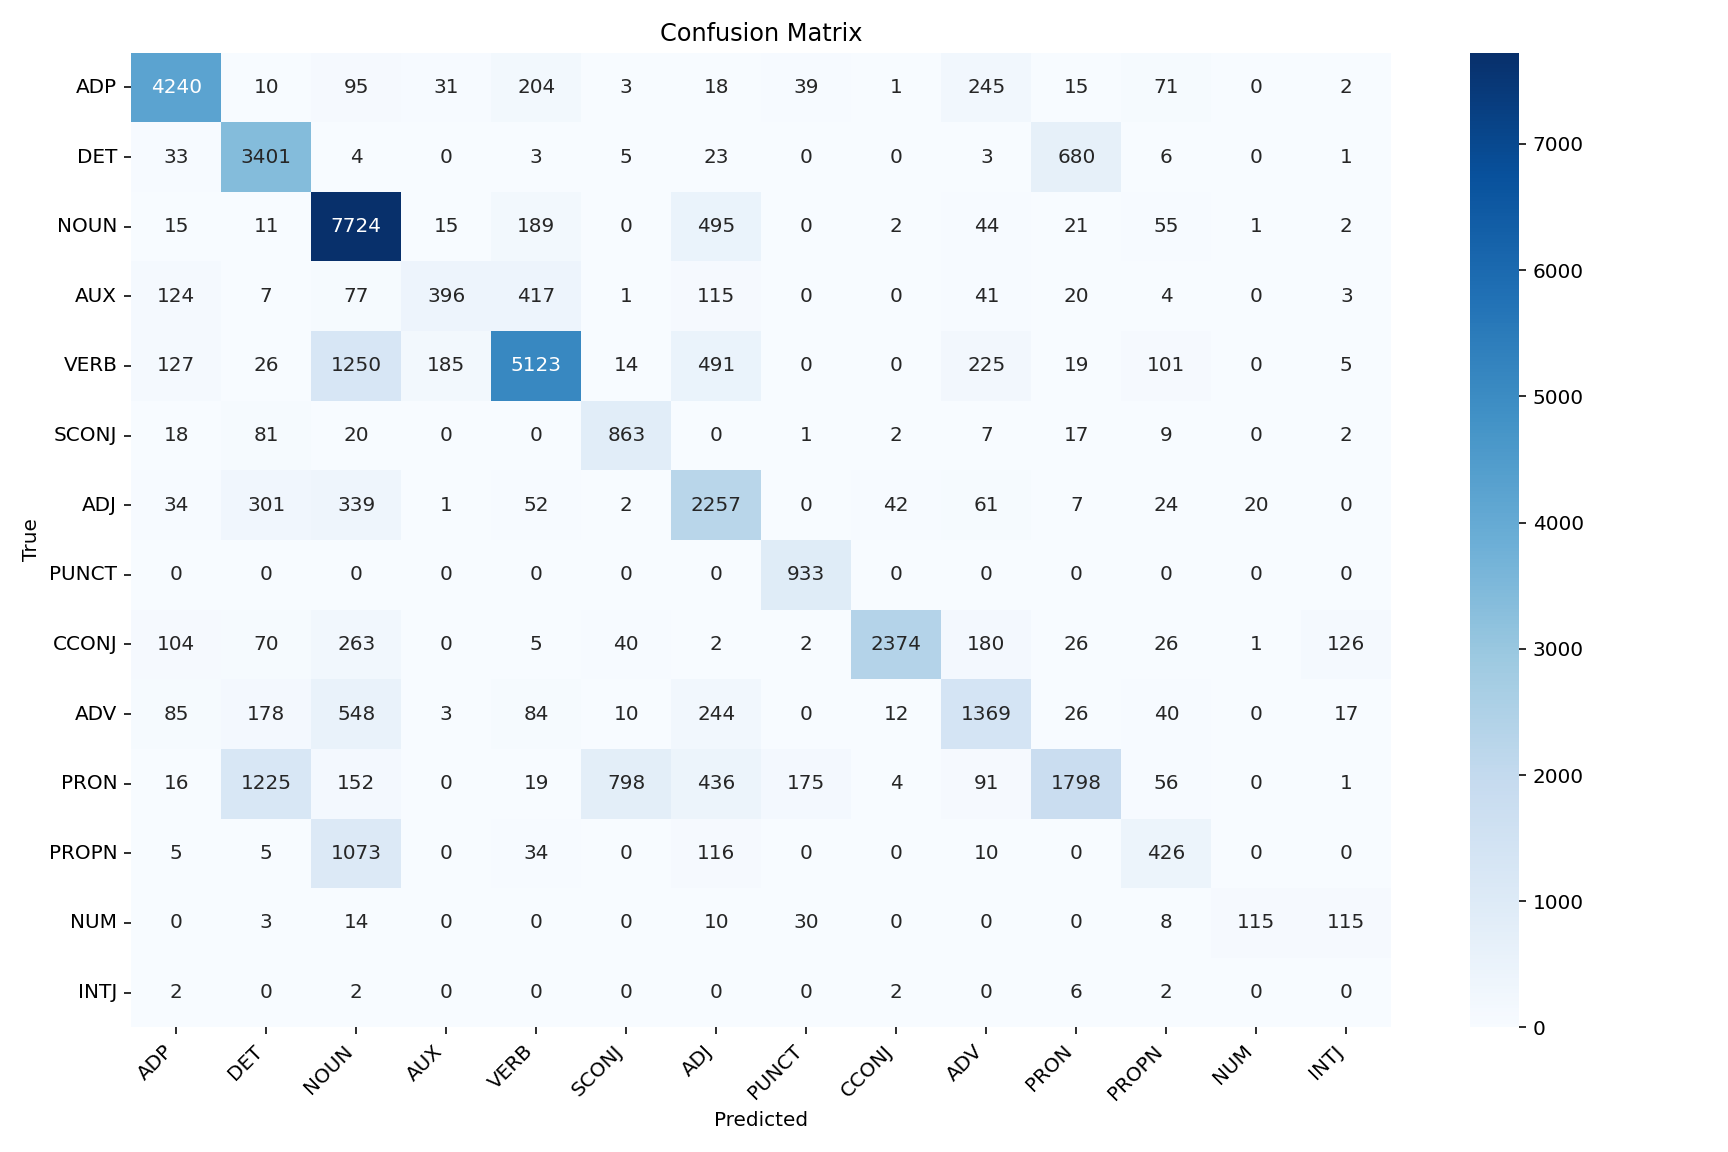 Confusion Matrix
ADP 4240 10 95 31 204 3 18 39 1 245 15 71 0 2
DET 33 3401 4 0 3 5 23 0 0 3 680 6 0 1
NOUN 15 11 7724 15 189 0 495 0 2 44 21 55 1 2
AUX 124 7 77 396 417 1 115 0 0 41 20 4 0 3
VERB 127 26 1250 185 5123 14 491 0 0 225 19 101 0 5
SCONJ 18 81 20 0 0 863 0 1 2 7 17 9 0 2
ADJ 34 301 339 1 52 2 2257 0 42 61 7 24 20 0
PUNCT 0 0 0 0 0 0 0 933 0 0 0 0 0 0
CCONJ 104 70 263 0 5 40 2 2 2374 180 26 26 1 126
ADV 85 178 548 3 84 10 244 0 12 1369 26 40 0 17
PRON 16 1225 152 0 19 798 436 175 4 91 1798 56 0 1
PROPN 5 5 1073 0 34 0 116 0 0 10 0 426 0 0
NUM 0 3 14 0 0 0 10 30 0 0 0 8 115 115
INTJ 2 0 2 0 0 0 0 0 2 0 6 2 0 0
True
ADP DET NOUN AUX VERB SCONJ ADJ PUNCT CCONJ ADV PRON PROPN NUM INTJ
Predicted
7000
6000
5000
4000
3000
2000
1000
0